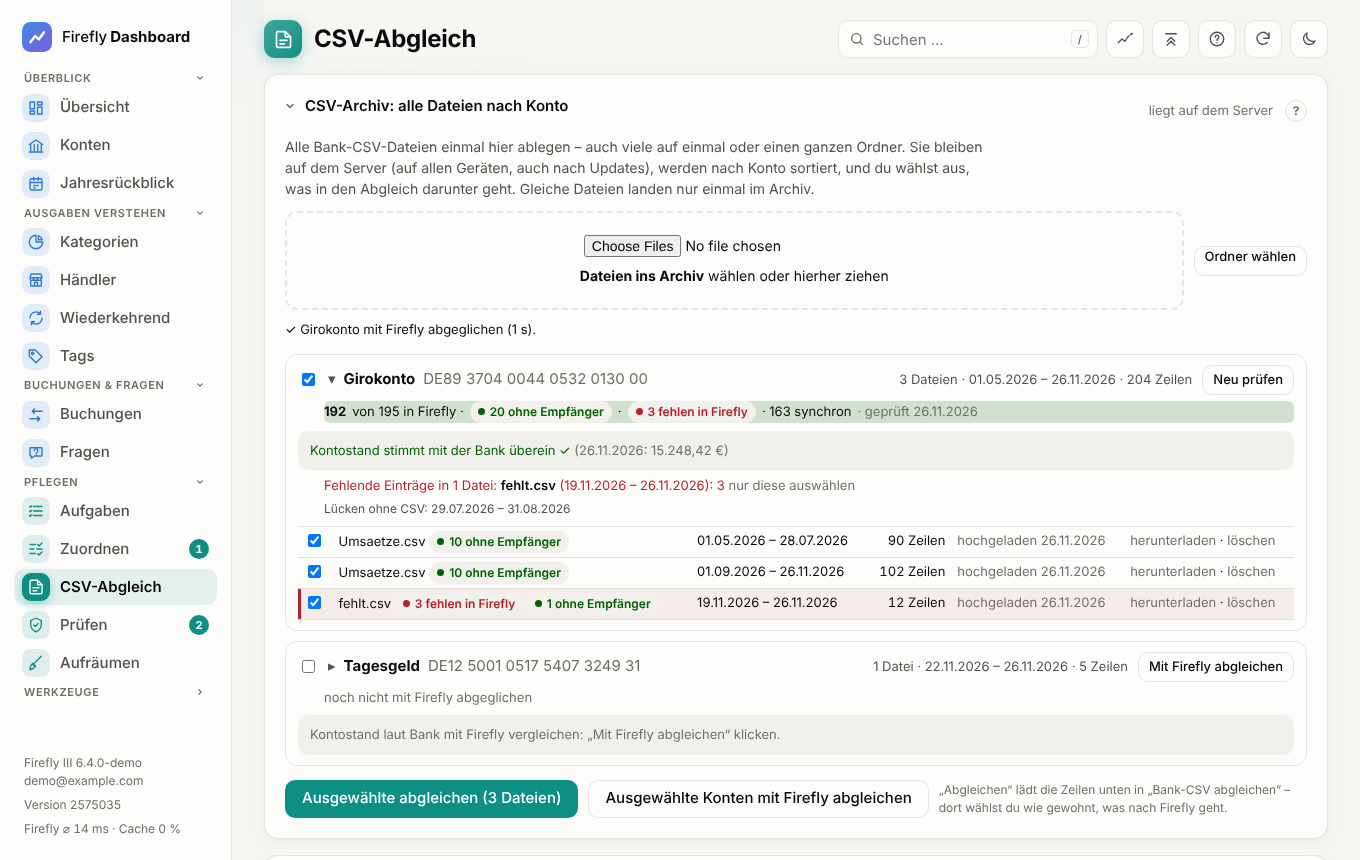 Firefly Dashboard
ÜBERBLICK
Übersicht
Konten
Jahresrückblick
AUSGABEN VERSTEHEN
Kategorien
Händler
Wiederkehrend
Tags
BUCHUNGEN & FRAGEN
Buchungen
Fragen
PFLEGEN
Aufgaben
Zuordnen 1
CSV-Abgleich
Prüfen 2
Aufräumen
WERKZEUGE
Firefly III 6.4.0-demo
demo@example.com
Version 2575035
Firefly ⌀ 14 ms · Cache 0 %
CSV-Abgleich
Suchen ... /
CSV-Archiv: alle Dateien nach Konto
liegt auf dem Server ?
Alle Bank-CSV-Dateien einmal hier ablegen – auch viele auf einmal oder einen ganzen Ordner. Sie bleiben
auf dem Server (auf allen Geräten, auch nach Updates), werden nach Konto sortiert, und du wählst aus,
was in den Abgleich darunter geht. Gleiche Dateien landen nur einmal im Archiv.
Choose Files No file chosen
Dateien ins Archiv wählen oder hierher ziehen
Ordner wählen
✓ Girokonto mit Firefly abgeglichen (1 s).
▾ Girokonto DE89 3704 0044 0532 0130 00 3 Dateien · 01.05.2026 – 26.11.2026 · 204 Zeilen Neu prüfen
192 von 195 in Firefly · ● 20 ohne Empfänger · ● 3 fehlen in Firefly · 163 synchron · geprüft 26.11.2026
Kontostand stimmt mit der Bank überein ✓ (26.11.2026: 15.248,42 €)
Fehlende Einträge in 1 Datei: fehlt.csv (19.11.2026 – 26.11.2026): 3 nur diese auswählen
Lücken ohne CSV: 29.07.2026 – 31.08.2026
Umsaetze.csv ● 10 ohne Empfänger 01.05.2026 – 28.07.2026 90 Zeilen hochgeladen 26.11.2026 herunterladen · löschen
Umsaetze.csv ● 10 ohne Empfänger 01.09.2026 – 26.11.2026 102 Zeilen hochgeladen 26.11.2026 herunterladen · löschen
fehlt.csv ● 3 fehlen in Firefly ● 1 ohne Empfänger 19.11.2026 – 26.11.2026 12 Zeilen hochgeladen 26.11.2026 herunterladen · löschen
▸ Tagesgeld DE12 5001 0517 5407 3249 31 1 Datei · 22.11.2026 – 26.11.2026 · 5 Zeilen Mit Firefly abgleichen
noch nicht mit Firefly abgeglichen
Kontostand laut Bank mit Firefly vergleichen: „Mit Firefly abgleichen“ klicken.
Ausgewählte abgleichen (3 Dateien)
Ausgewählte Konten mit Firefly abgleichen
„Abgleichen“ lädt die Zeilen unten in „Bank-CSV abgleichen“ –
dort wählst du wie gewohnt, was nach Firefly geht.